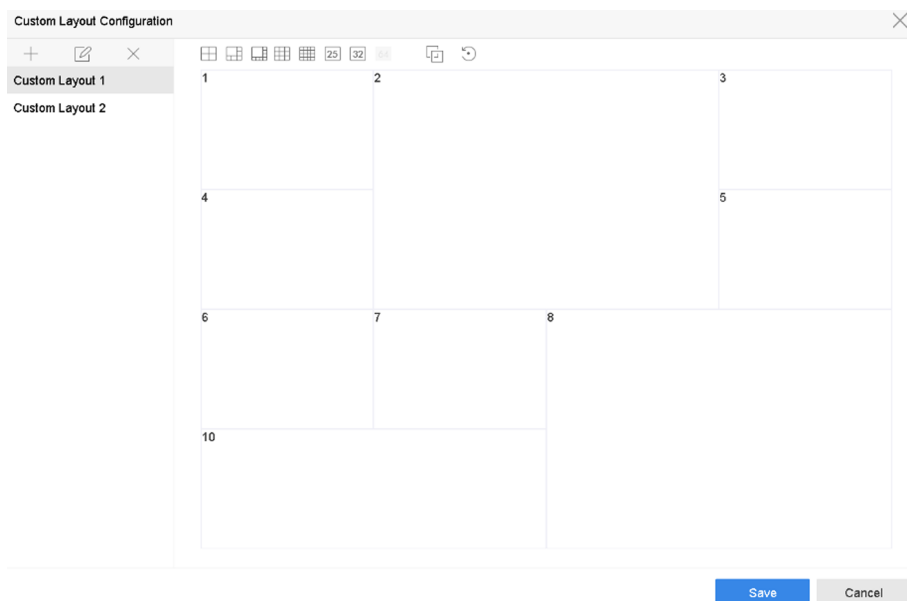 Custom Layout Configuration
25 32 64
Custom Layout 1
Custom Layout 2
1 2 3
4 5
6 7 8
10
Save Cancel